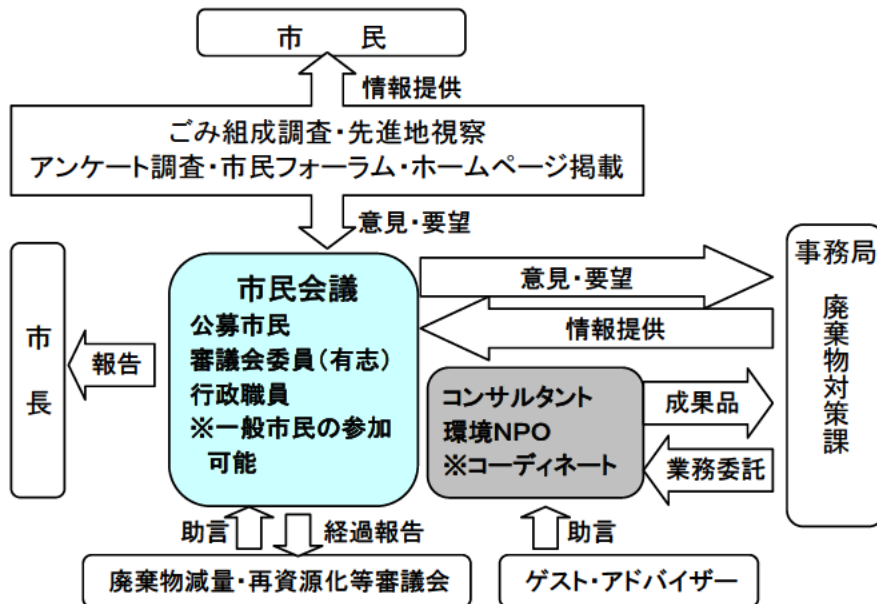 市　　民
情報提供
ごみ組成調査・先進地視察
アンケート調査・市民フォーラム・ホームページ掲載
意見・要望
市長
報告
市民会議
公募市民
審議会委員（有志）
行政職員
※一般市民の参加
可能
意見・要望
情報提供
事務局
廃棄物対策課
コンサルタント
環境NPO
※コーディネート
成果品
業務委託
助言
経過報告
助言
廃棄物減量・再資源化等審議会
ゲスト・アドバイザー